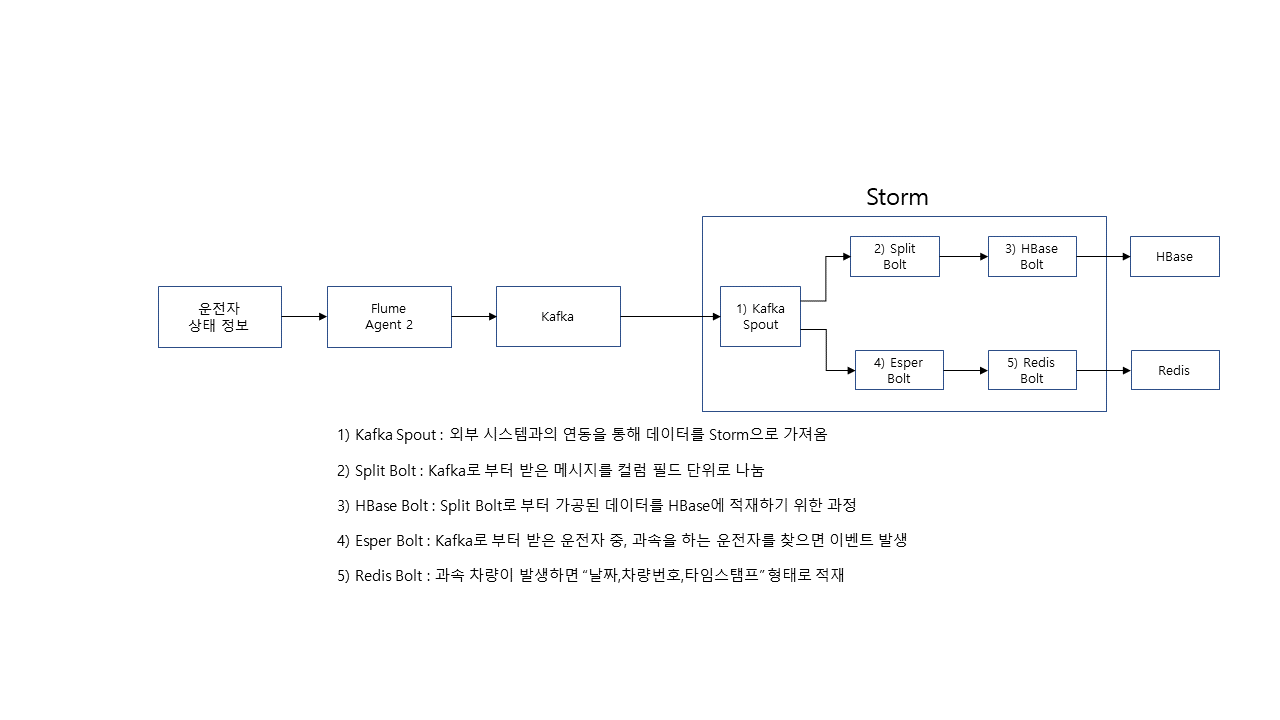 Storm
운전자
상태 정보
Flume
Agent 2
Kafka
1) Kafka
Spout
2) Split
Bolt
3) HBase
Bolt
HBase
4) Esper
Bolt
5) Redis
Bolt
Redis
1) Kafka Spout : 외부 시스템과의 연동을 통해 데이터를 Storm으로 가져옴
2) Split Bolt : Kafka로 부터 받은 메시지를 컬럼 필드 단위로 나눔
3) HBase Bolt : Split Bolt로 부터 가공된 데이터를 HBase에 적재하기 위한 과정
4) Esper Bolt : Kafka로 부터 받은 운전자 중, 과속을 하는 운전자를 찾으면 이벤트 발생
5) Redis Bolt : 과속 차량이 발생하면 “날짜,차량번호,타임스탬프” 형태로 적재